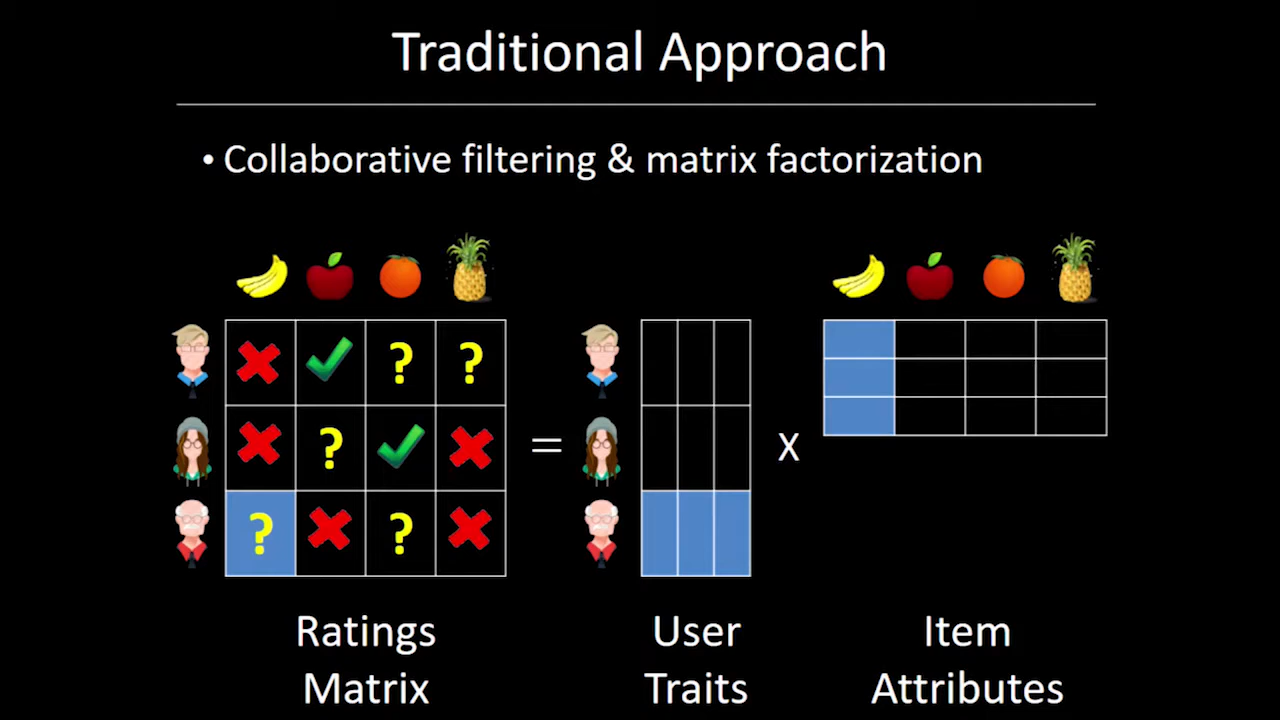 Traditional Approach
• Collaborative filtering & matrix factorization
? ?
?
? ?
=
X
Ratings
Matrix
User
Traits
Item
Attributes